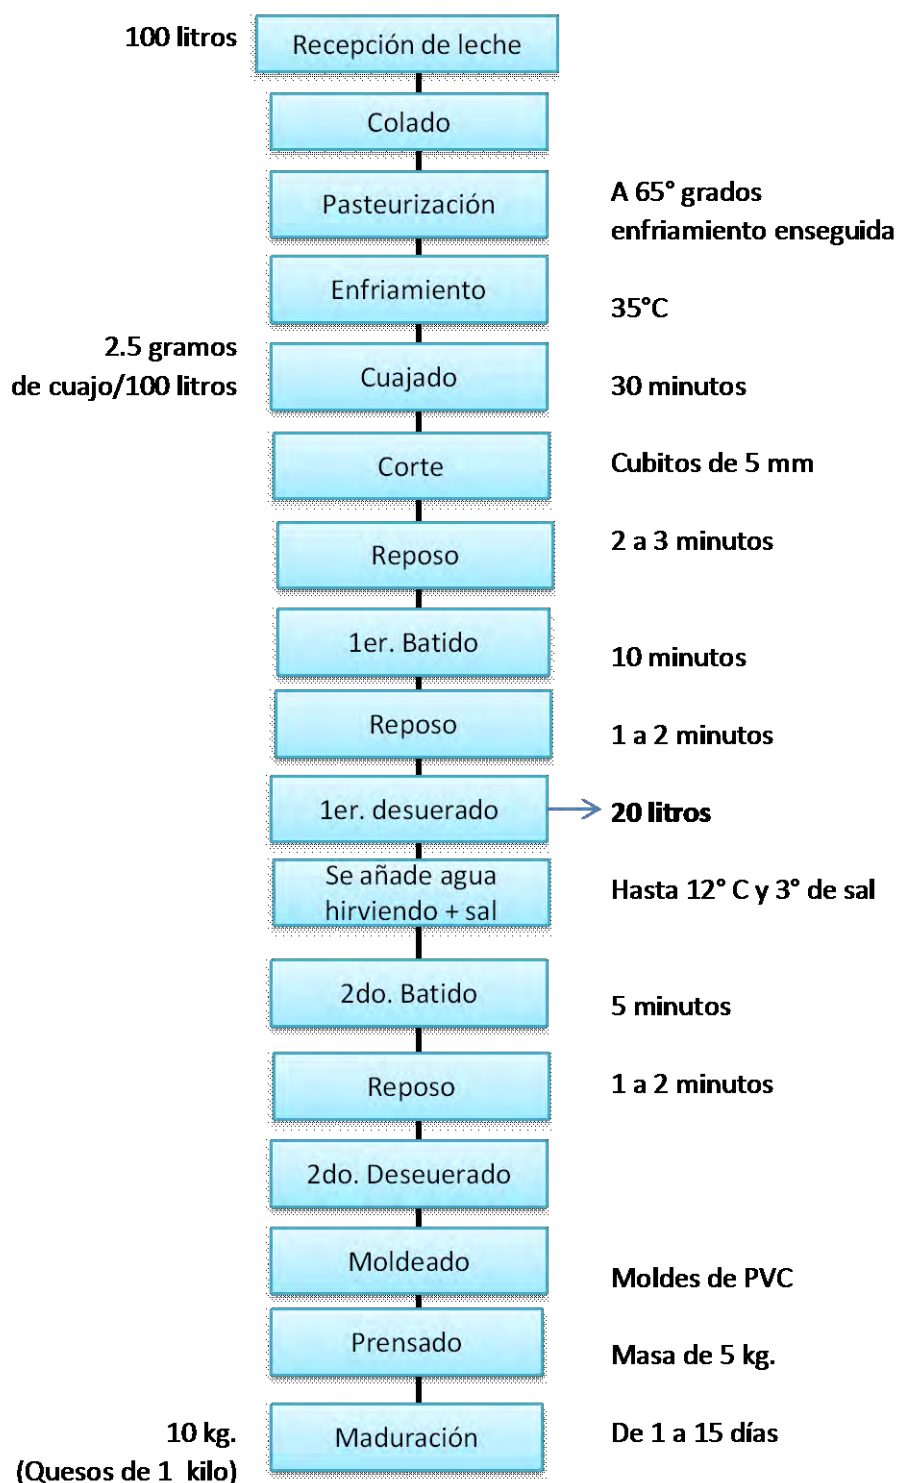 100 litros
Recepción de leche
Colado
Pasteurización
A 65° grados
enfriamiento enseguida
Enfriamiento
35°C
2.5 gramos
de cuajo/100 litros
Cuajado
30 minutos
Corte
Cubitos de 5 mm
Reposo
2 a 3 minutos
1er. Batido
10 minutos
Reposo
1 a 2 minutos
1er. desuerado
20 litros
Se añade agua
hirviendo + sal
Hasta 12° C y 3° de sal
2do. Batido
5 minutos
Reposo
1 a 2 minutos
2do. Deseuerado
Moldeado
Moldes de PVC
Prensado
Masa de 5 kg.
10 kg.
(Quesos de 1 kilo)
Maduración
De 1 a 15 días